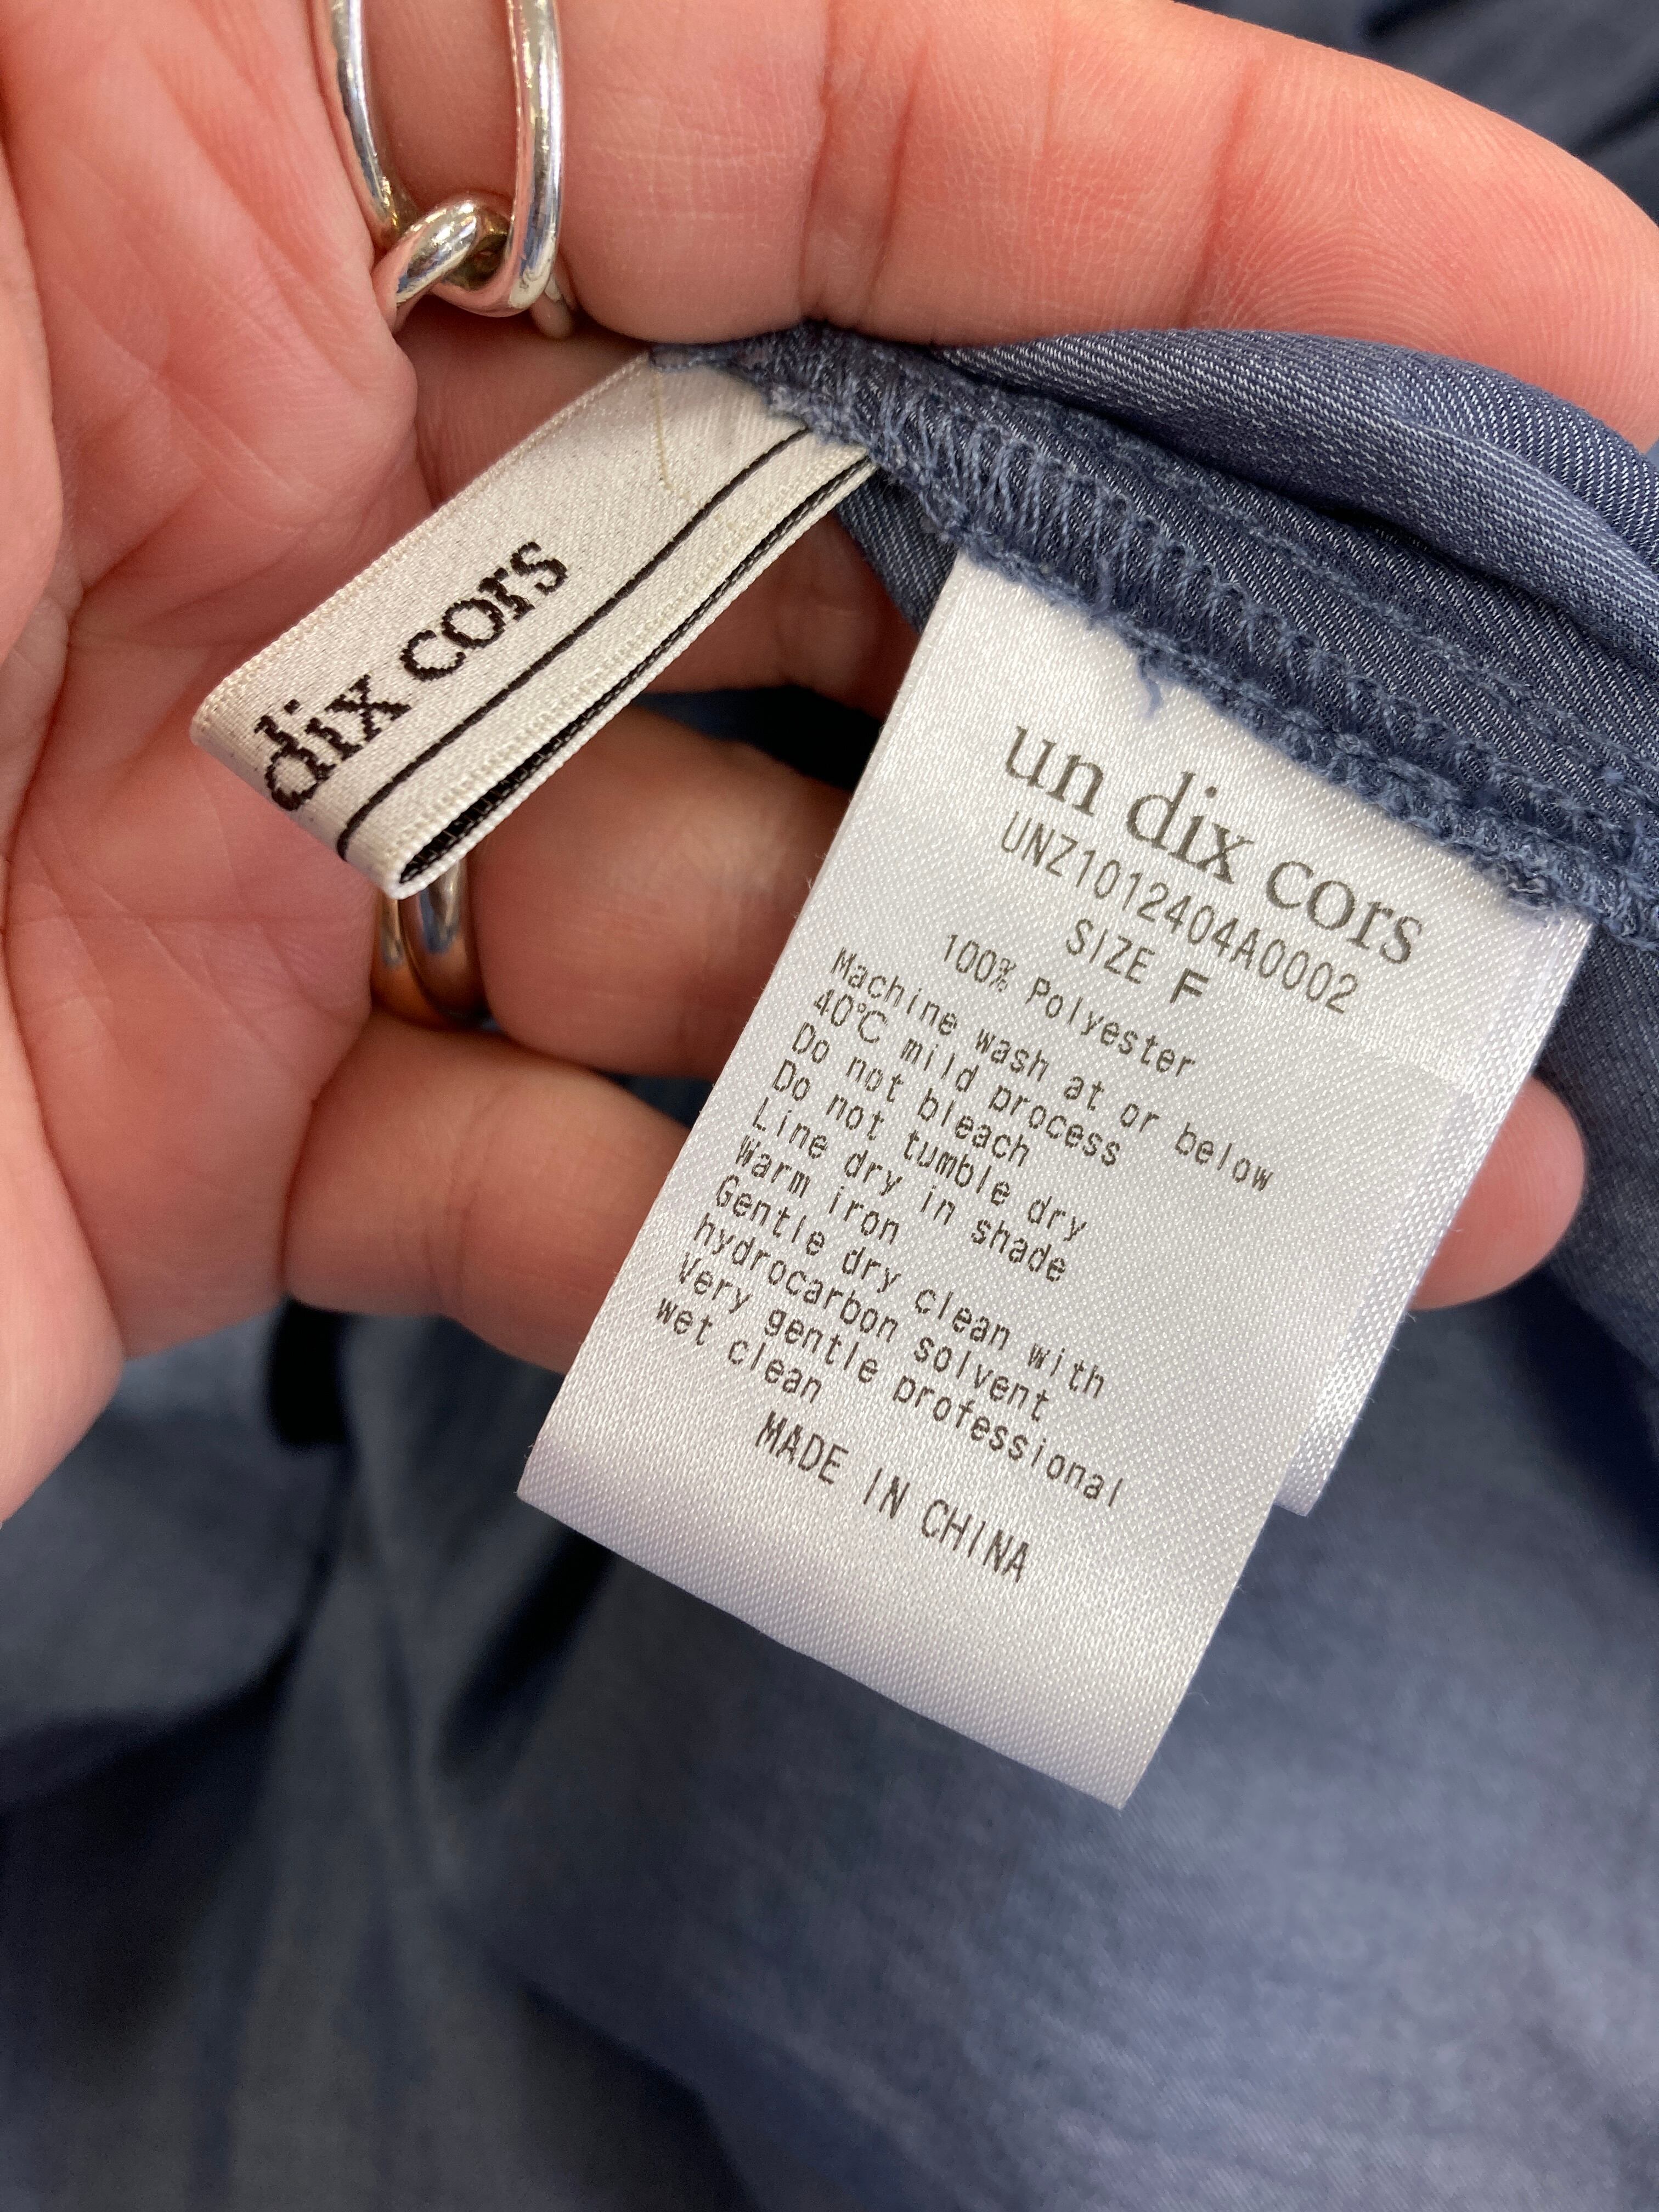 dix cors
un dix cors
UNZ1012404A0002
SIZE F
100% Polyester
Machine wash at or below
40℃ mild process
Do not bleach
Do not tumble dry
Line dry in shade
Warm iron
Gentle dry clean with
hydrocarbon solvent
Very gentle professional
wet clean
MADE IN CHINA